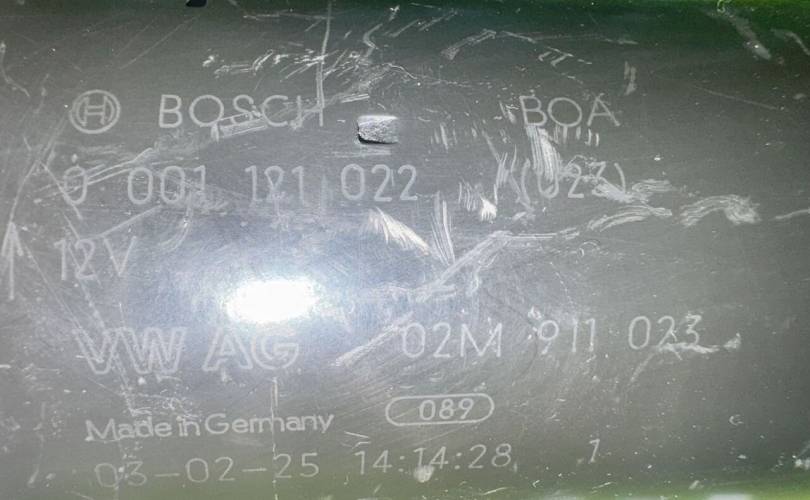 BOSCH BOA
0 001 121 022 (023)
12V
VW AG 02M 911 023
Made in Germany 089
03-02-25 14:14:28 1